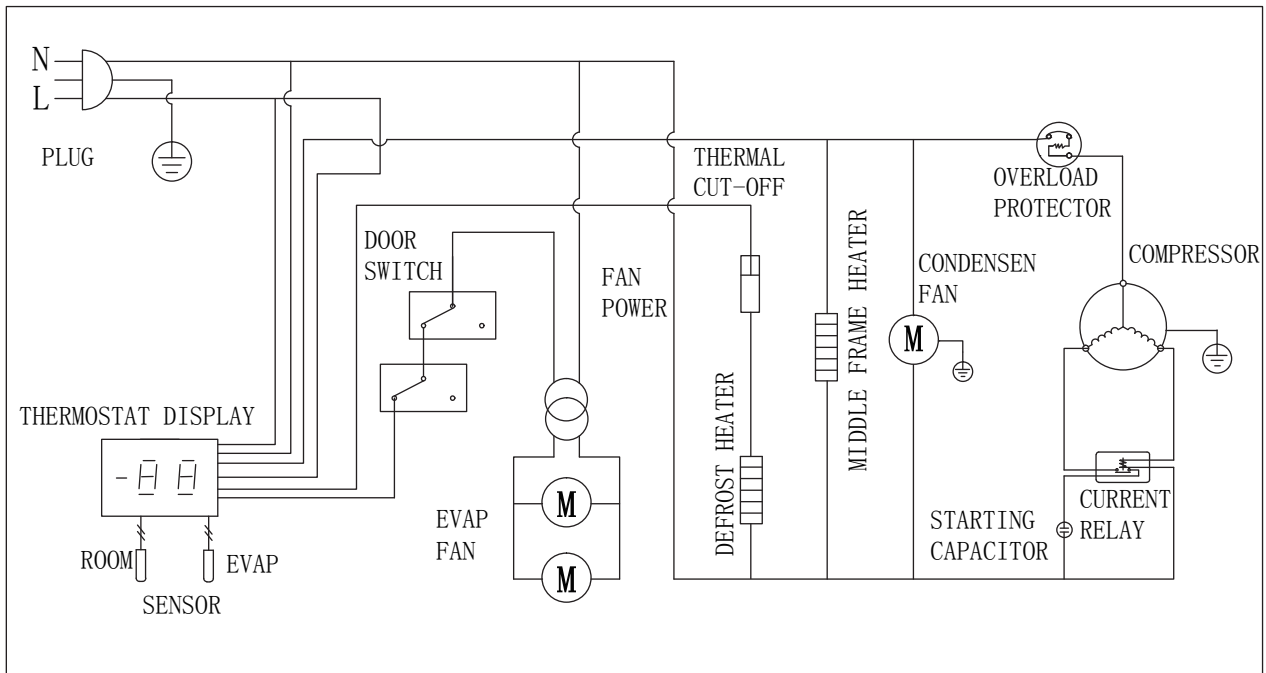 N
L
PLUG
THERMAL
CUT-OFF
OVERLOAD
PROTECTOR
DOOR
SWITCH
FAN
POWER
MIDDLE FRAME HEATER
CONDENSEN
FAN
COMPRESSOR
M
THERMOSTAT DISPLAY
-88
DEFROST HEATER
M
EVAP
FAN
M
STARTING
CAPACITOR
CURRENT
RELAY
ROOM
EVAP
SENSOR